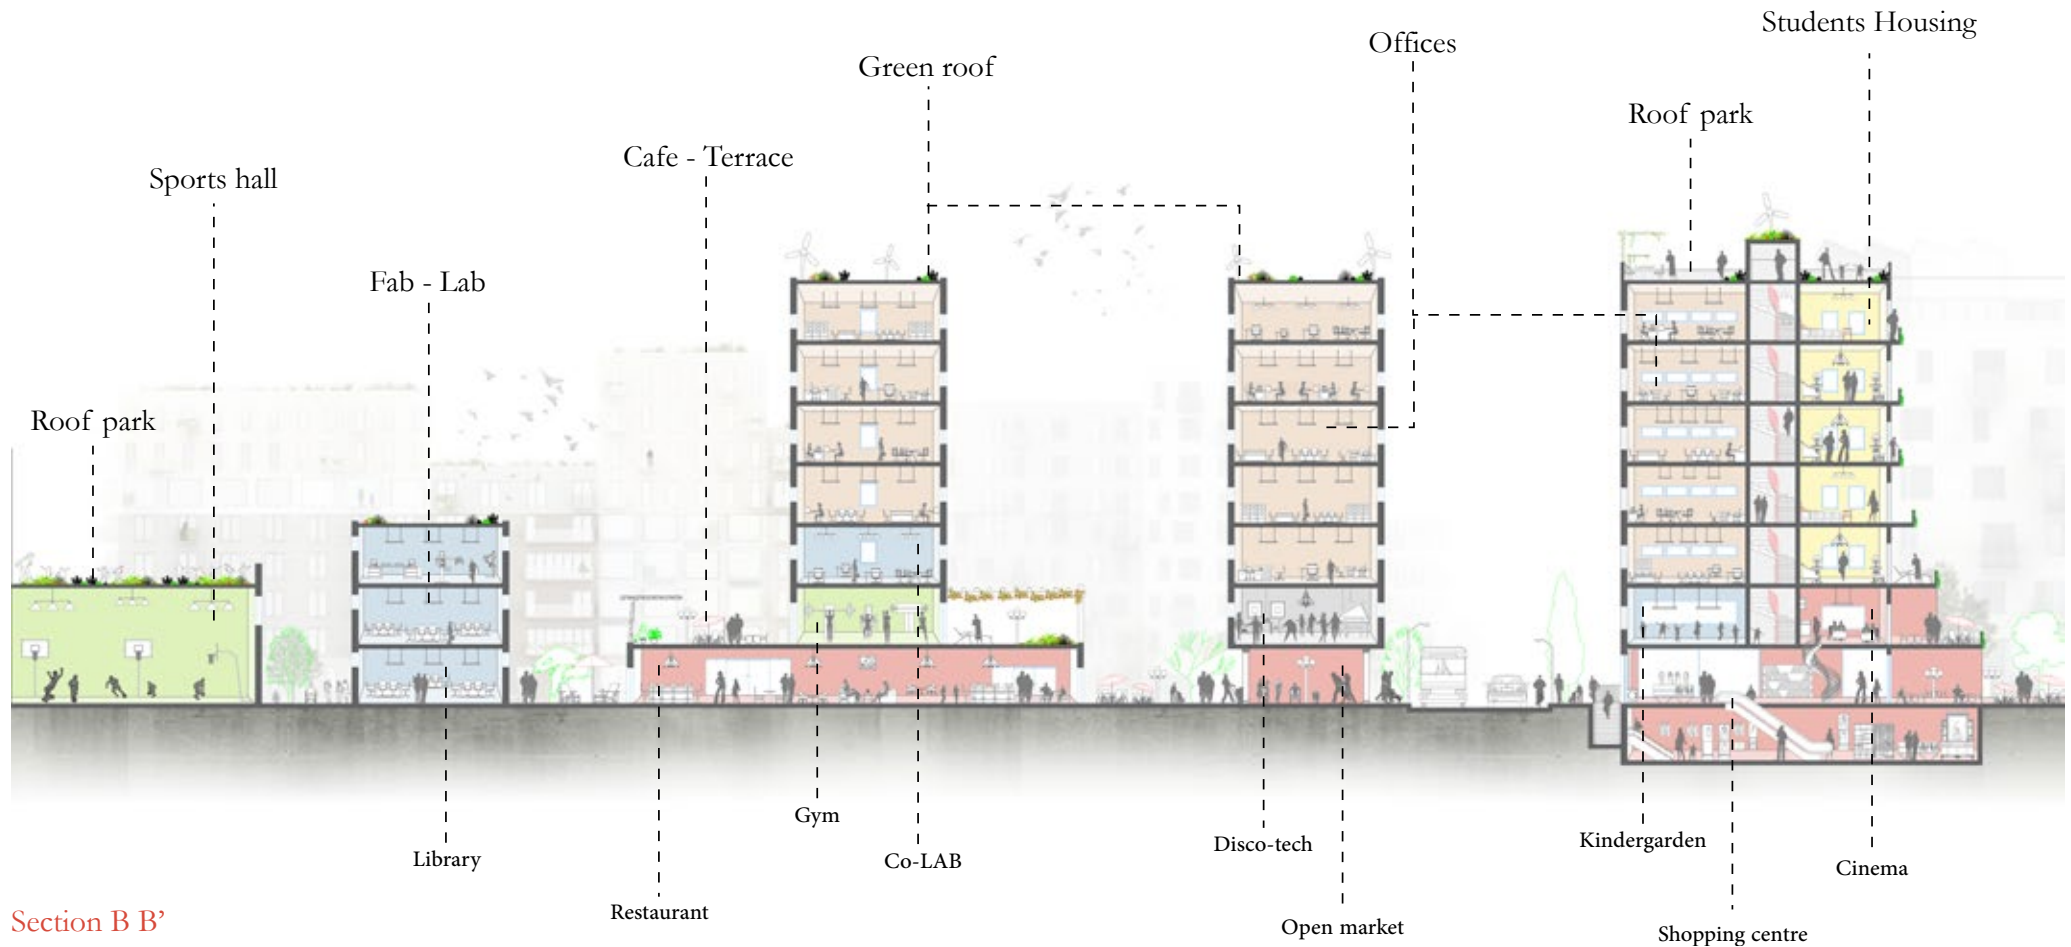 Students Housing
Offices
Green roof
Roof park
Cafe - Terrace
Sports hall
Fab - Lab
Roof park
Gym
Kindergarden
Disco-tech
Library
Co-LAB
Cinema
Restaurant
Open market
Shopping centre
Section B B’